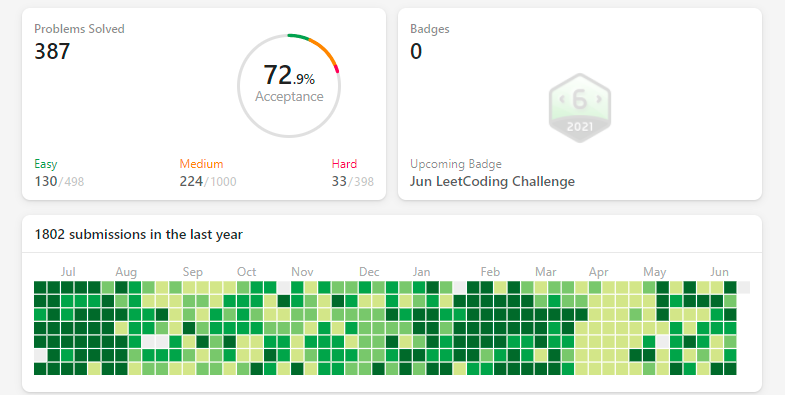 Problems Solved
387
72.9%
Acceptance
Easy
130/498
Medium
224/1000
Hard
33/398
Badges
0
6
2021
Upcoming Badge
Jun LeetCoding Challenge
1802 submissions in the last year
Jul Aug Sep Oct Nov Dec Jan Feb Mar Apr May Jun